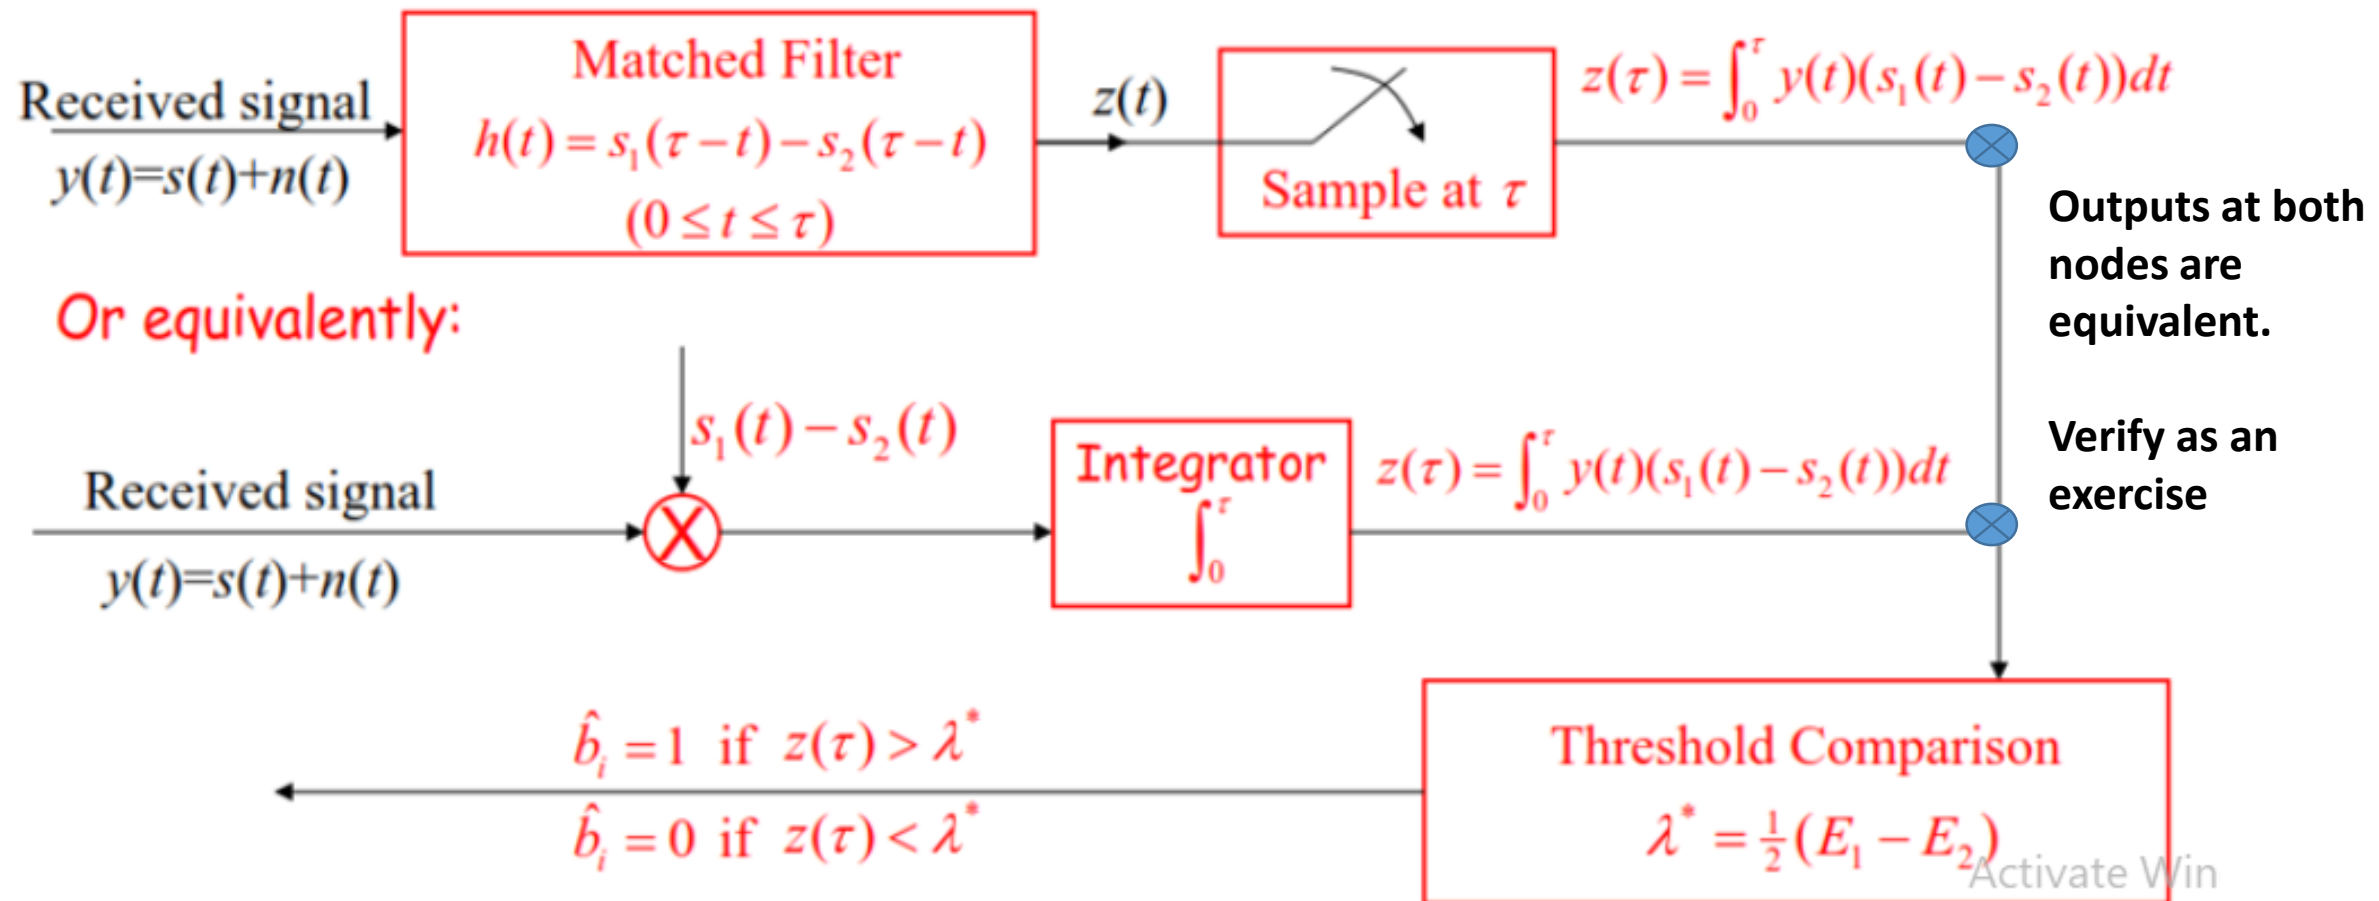 Matched Filter
Received signal
h(t) = s₁(τ − t) − s₂(τ − t)
y(t)=s(t)+n(t)
(0 ≤ t ≤ τ)
z(t)
Sample at τ
z(τ) = ∫₀^τ y(t)(s₁(t) − s₂(t))dt
Outputs at both
nodes are
equivalent.
Verify as an
exercise
Or equivalently:
s₁(t) − s₂(t)
Received signal
y(t)=s(t)+n(t)
X
Integrator
∫₀^τ
z(τ) = ∫₀^τ y(t)(s₁(t) − s₂(t))dt
Threshold Comparison
λ* = ½(E₁ − E₂)
b̂ᵢ = 1 if z(τ) > λ*
b̂ᵢ = 0 if z(τ) < λ*
Activate Win